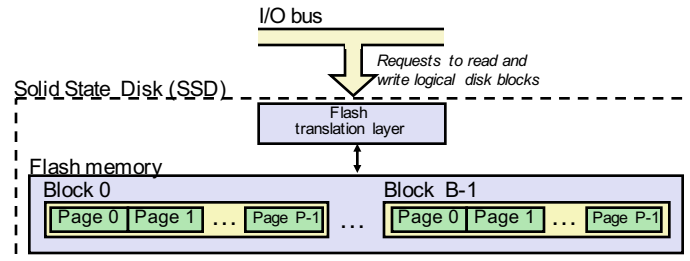 I/O bus
Requests to read and
write logical disk blocks
Solid State Disk (SSD)
Flash
translation layer
Flash memory
Block 0
Block B-1
Page 0 Page 1 … Page P-1 … Page 0 Page 1 … Page P-1